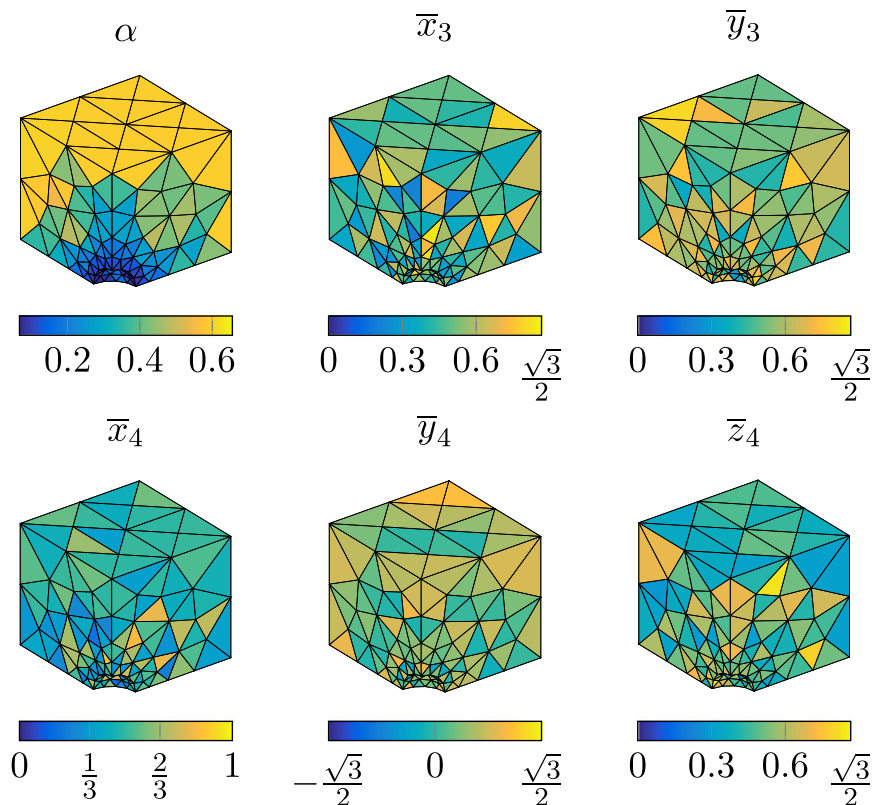 α x̅₃ y̅₃
0.2 0.4 0.6 0 0.3 0.6 √3/2 0 0.3 0.6 √3/2
x̅₄ y̅₄ z̅₄
0 1/3 2/3 1 −√3/2 0 √3/2 0 0.3 0.6 √3/2